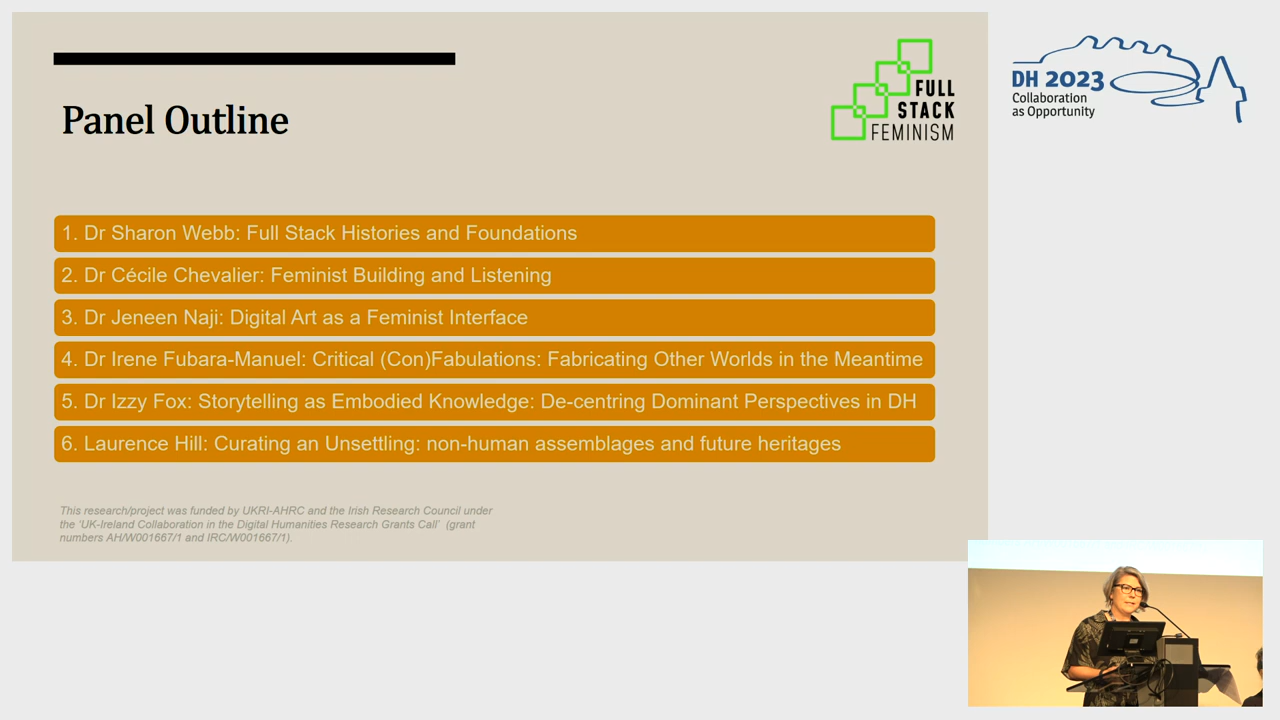 Panel Outline
FULL
STACK
FEMINISM
DH 2023
Collaboration
as Opportunity
1. Dr Sharon Webb: Full Stack Histories and Foundations
2. Dr Cécile Chevalier: Feminist Building and Listening
3. Dr Jeneen Naji: Digital Art as a Feminist Interface
4. Dr Irene Fubara-Manuel: Critical (Con)Fabulations: Fabricating Other Worlds in the Meantime
5. Dr Izzy Fox: Storytelling as Embodied Knowledge: De-centring Dominant Perspectives in DH
6. Laurence Hill: Curating an Unsettling: non-human assemblages and future heritages
This research/project was funded by UKRI-AHRC and the Irish Research Council under
the 'UK-Ireland Collaboration in the Digital Humanities Research Grants Call' (grant
numbers AH/W001667/1 and IRC/W001667/1).